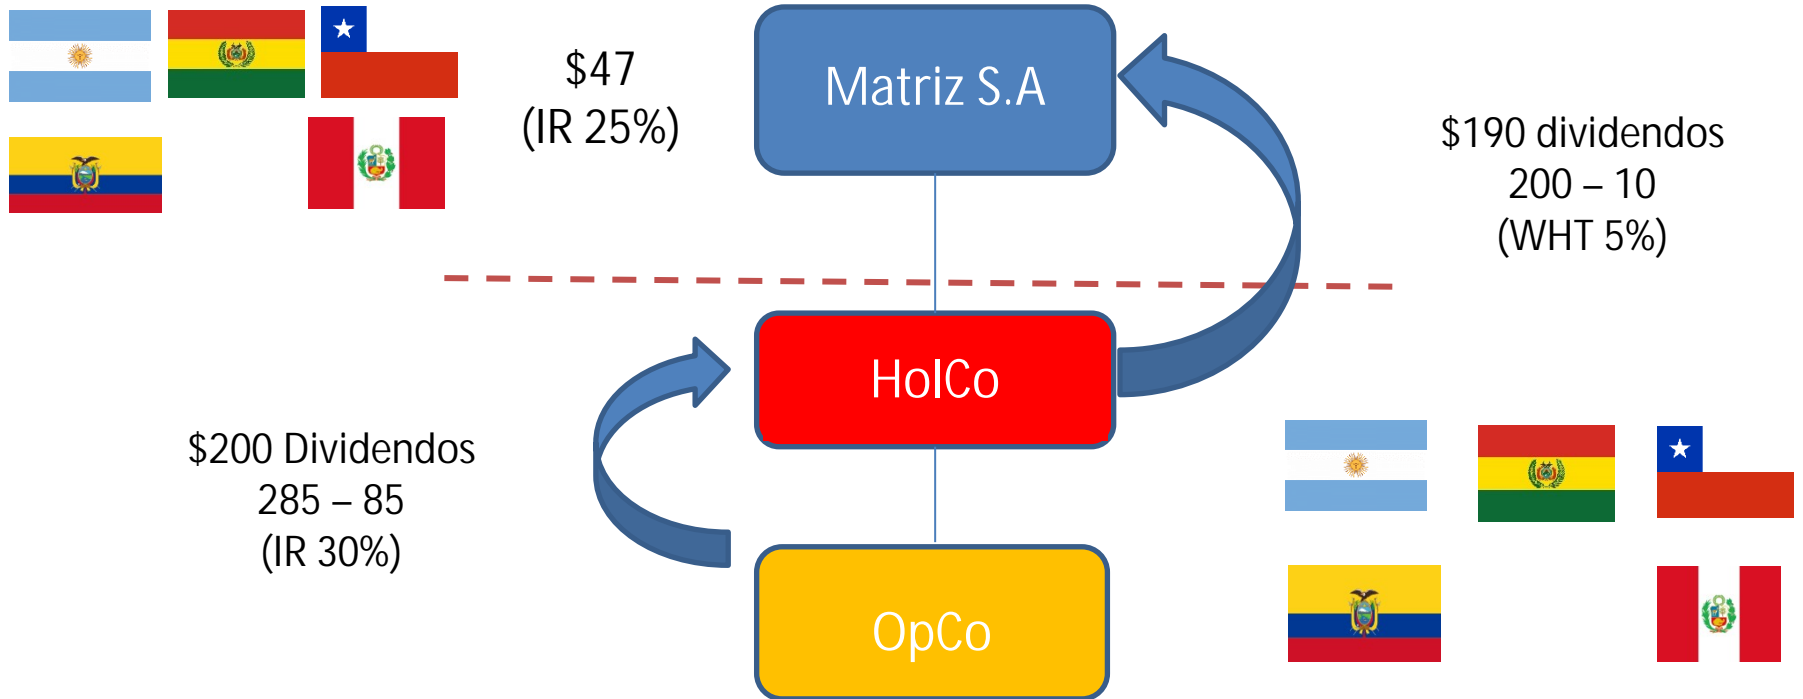 $47
(IR 25%)
Matriz S.A
$190 dividendos
200 – 10
(WHT 5%)
HolCo
$200 Dividendos
285 – 85
(IR 30%)
OpCo